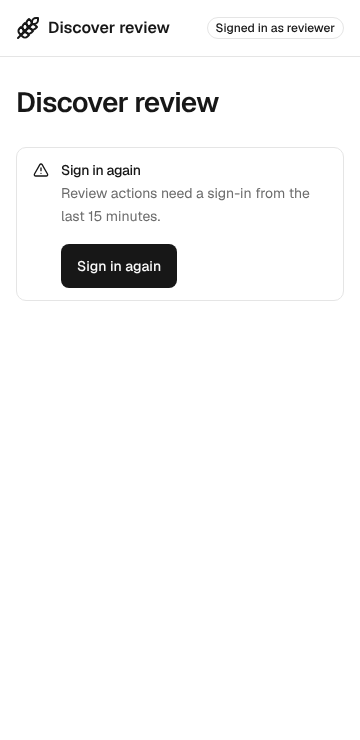 Discover review
Signed in as reviewer
Discover review
Sign in again
Review actions need a sign-in from the
last 15 minutes.
Sign in again